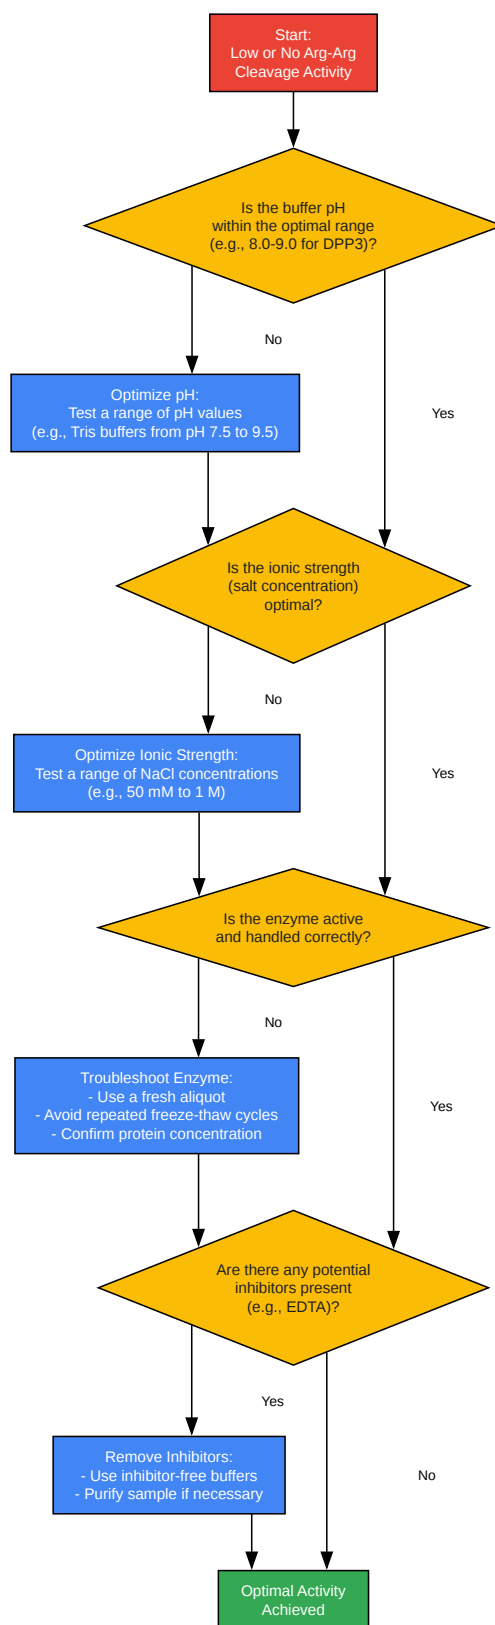 Start:
Low or No Arg-Arg
Cleavage Activity
Is the buffer pH
within the optimal range
(e.g., 8.0-9.0 for DPP3)?
No
Yes
Optimize pH:
Test a range of pH values
(e.g., Tris buffers from pH 7.5 to 9.5)
Is the ionic strength
(salt concentration)
optimal?
No
Yes
Optimize Ionic Strength:
Test a range of NaCl concentrations
(e.g., 50 mM to 1 M)
Is the enzyme active
and handled correctly?
No
Yes
Troubleshoot Enzyme:
- Use a fresh aliquot
- Avoid repeated freeze-thaw cycles
- Confirm protein concentration
Are there any potential
inhibitors present
(e.g., EDTA)?
Yes
No
Remove Inhibitors:
- Use inhibitor-free buffers
- Purify sample if necessary
Optimal Activity
Achieved